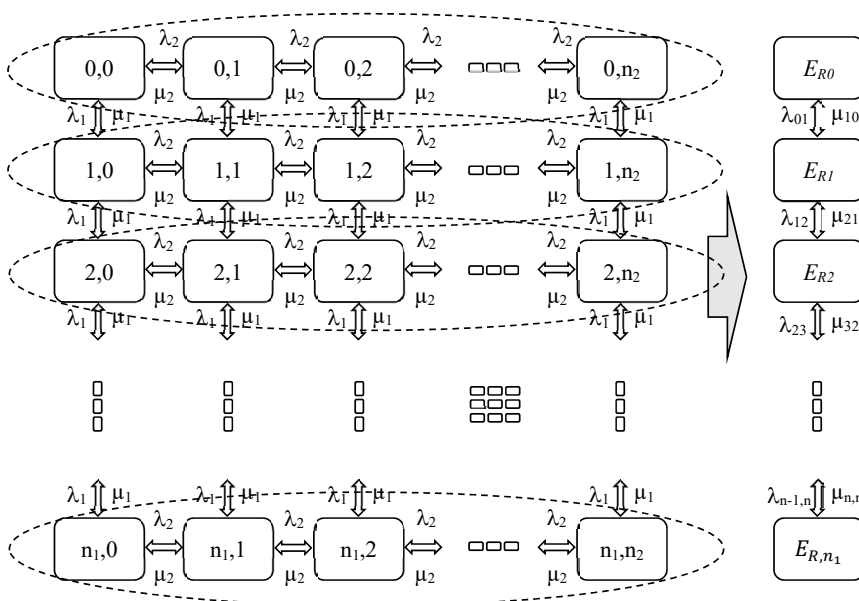 λ2 λ2 λ2 λ2
0,0 0,1 0,2 0,n2 ER0
μ2 μ2 μ2 μ2
λ1 μ1 λ1 μ1 λ1 μ1 λ1 μ1 λ01 μ10
λ2 λ2 λ2 λ2
1,0 1,1 1,2 1,n2 ER1
μ2 μ2 μ2 μ2
λ1 μ1 λ1 μ1 λ1 μ1 λ1 μ1 λ12 μ21
λ2 λ2 λ2 λ2
2,0 2,1 2,2 2,n2 ER2
μ2 μ2 μ2 μ2
λ1 μ1 λ1 μ1 λ1 μ1 λ1 μ1 λ23 μ32
λ1 μ1 λ1 μ1 λ1 μ1 λ1 μ1 λn-1,n
λ2 λ2 λ2 λ2
n1,0 n1,1 n1,2 n1,n2 ER,n1
μ2 μ2 μ2 μ2